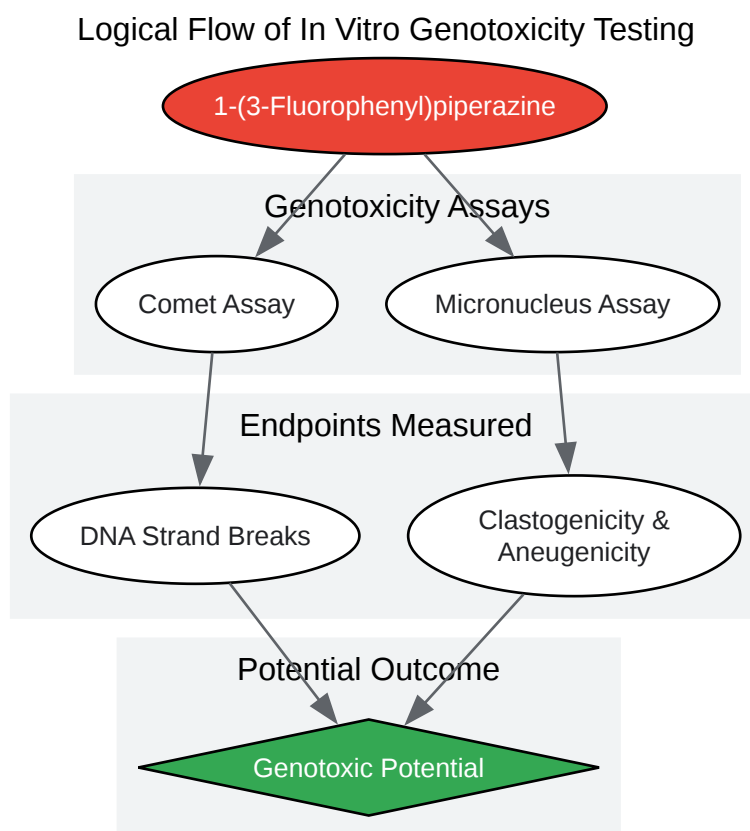 Logical Flow of In Vitro Genotoxicity Testing
1-(3-Fluorophenyl)piperazine
Genotoxicity Assays
Comet Assay
Micronucleus Assay
Endpoints Measured
DNA Strand Breaks
Clastogenicity &
Aneugenicity
Potential Outcome
Genotoxic Potential